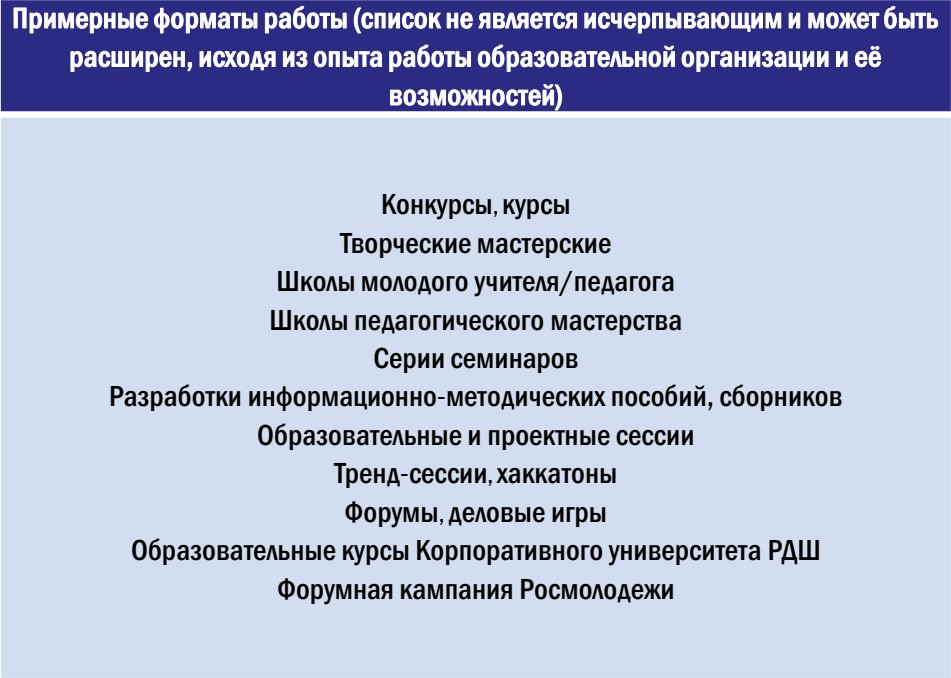 Примерные форматы работы (список не является исчерпывающим и может быть
расширен, исходя из опыта работы образовательной организации и её
возможностей)
Конкурсы, курсы
Творческие мастерские
Школы молодого учителя/педагога
Школы педагогического мастерства
Серии семинаров
Разработки информационно-методических пособий, сборников
Образовательные и проектные сессии
Тренд-сессии, хаккатоны
Форумы, деловые игры
Образовательные курсы Корпоративного университета РДШ
Форумная кампания Росмолодежи